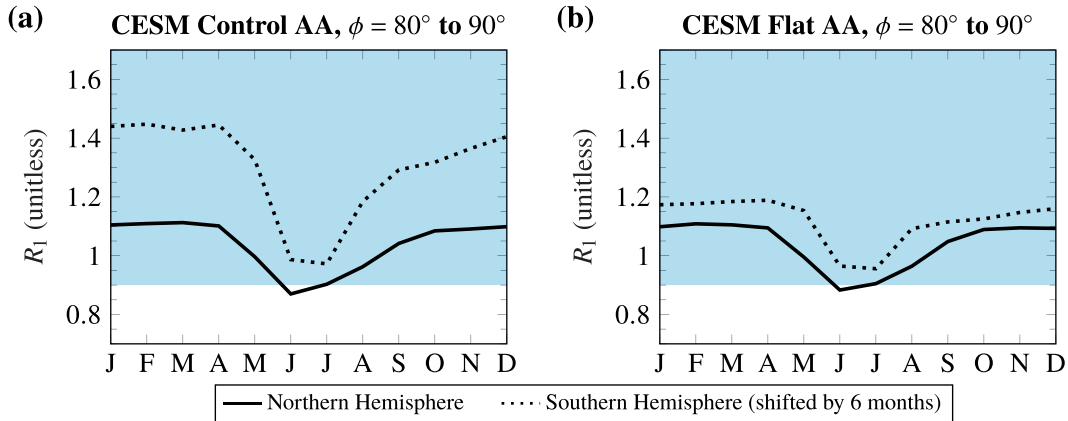 (a)
CESM Control AA, ϕ = 80° to 90°
R₁ (unitless)
1.6
1.4
1.2
1
0.8
J F M A M J J A S O N D
(b)
CESM Flat AA, ϕ = 80° to 90°
R₁ (unitless)
1.6
1.4
1.2
1
0.8
J F M A M J J A S O N D
Northern Hemisphere Southern Hemisphere (shifted by 6 months)